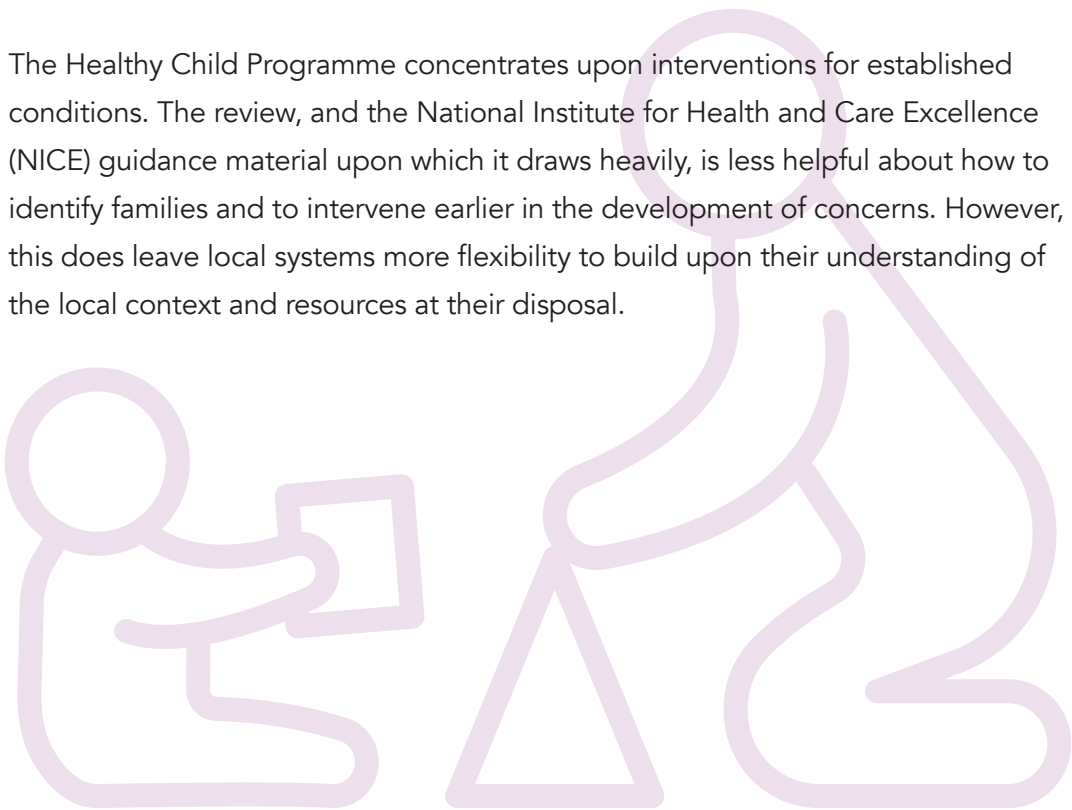 The Healthy Child Programme concentrates upon interventions for established
conditions. The review, and the National Institute for Health and Care Excellence
(NICE) guidance material upon which it draws heavily, is less helpful about how to
identify families and to intervene earlier in the development of concerns. However,
this does leave local systems more flexibility to build upon their understanding of
the local context and resources at their disposal.